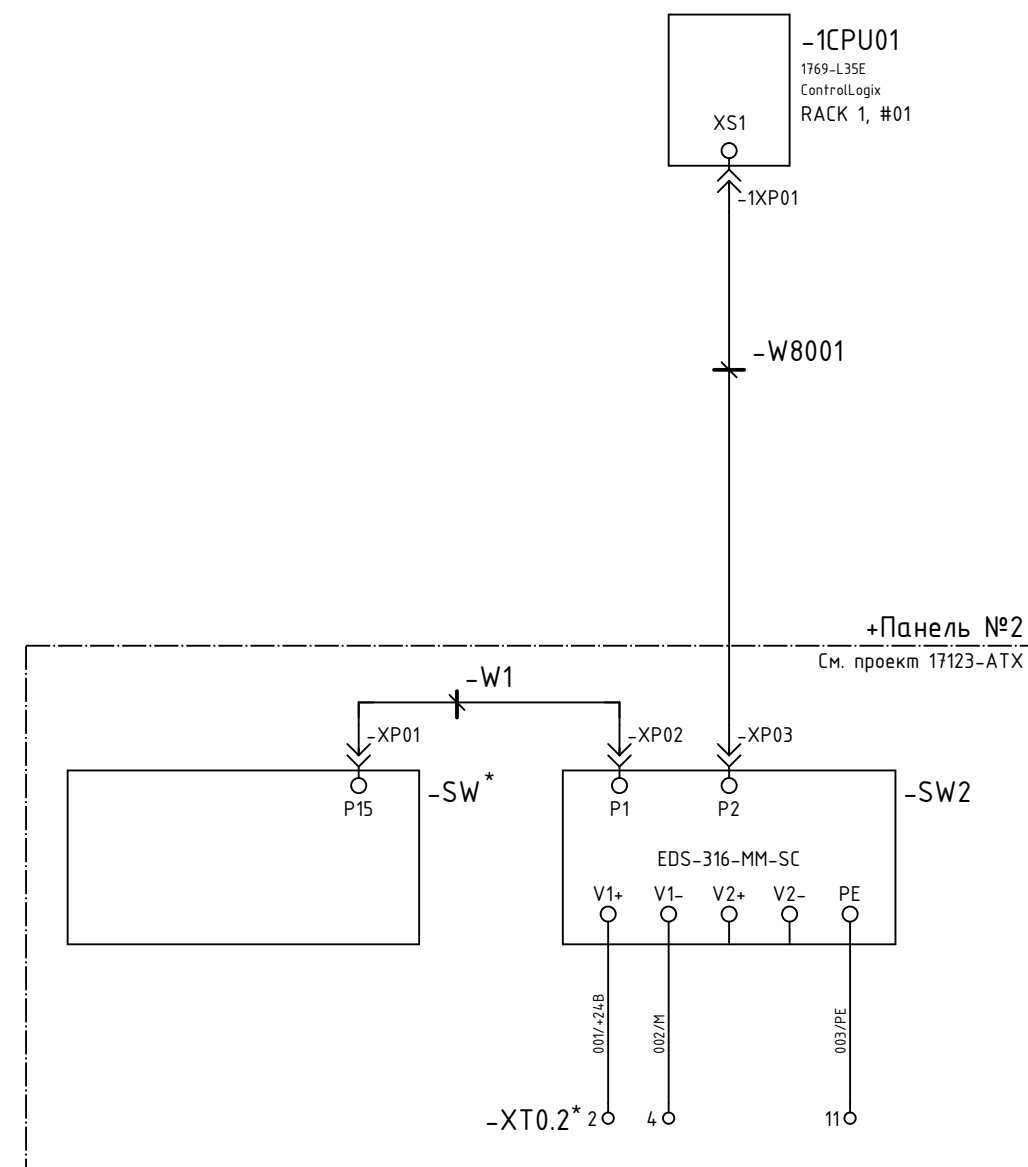 -1CPU01
1769-L35E
ControlLogix
RACK 1, #01
XS1
-1XP01
-W8001
+Панель №2
См. проект 17123-АТХ
-W1
-XP01
-XP02
-XP03
-SW*
P15
P1
P2
-SW2
EDS-316-MM-SC
V1+ V1- V2+ V2- PE
001/+24В
002/М
003/PE
-XT0.2* 2 4 11